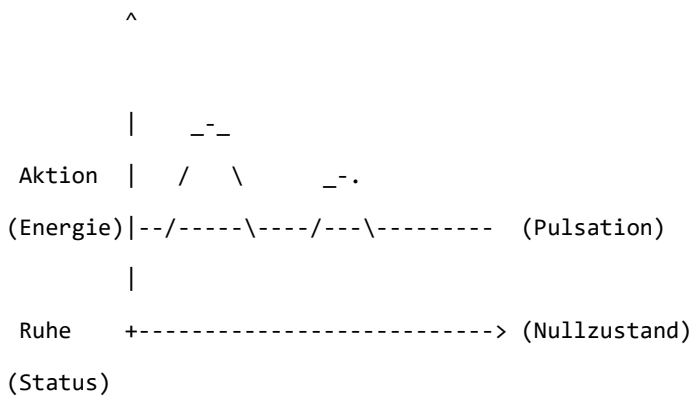 ^
|     _-_
Aktion  |   /   \      _-.
(Energie)|--/-----\----/---\---------  (Pulsation)
|
Ruhe    +---------------------------> (Nullzustand)
(Status)